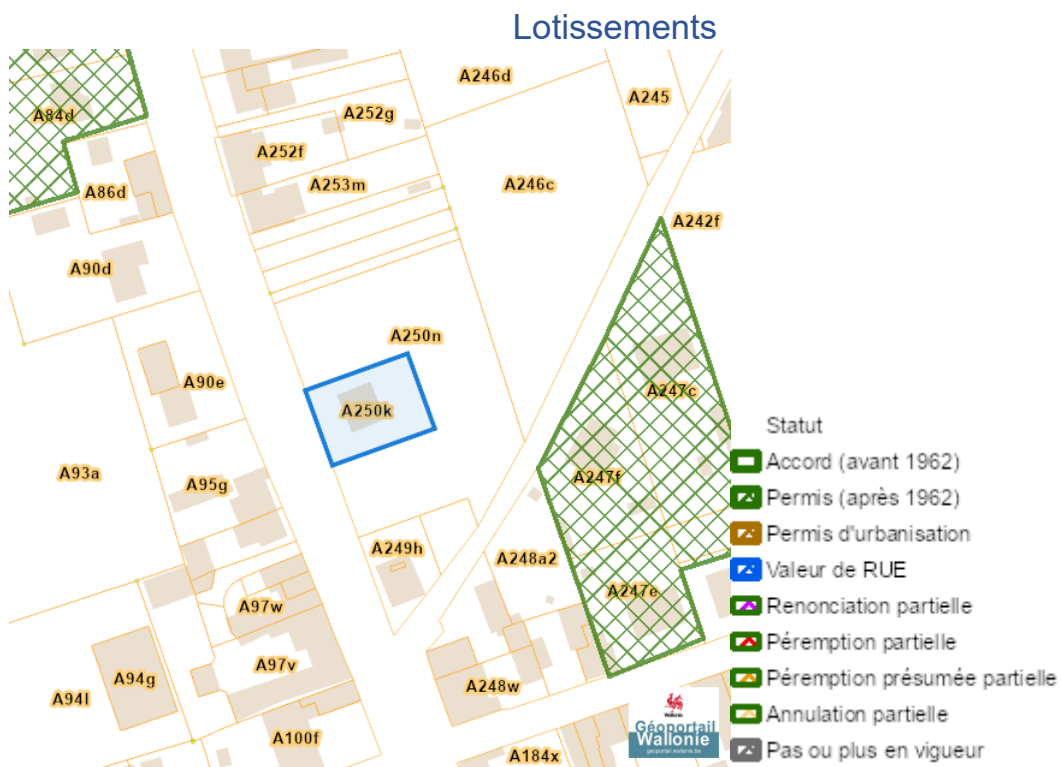 Lotissements
A246d
A245
A252g
A84d
A252f
A253m
A246c
A86d
A242f
A90d
A250n
A90e
A247c
A250k
A93a
A95g
A247f
A249h
A248a2
A247e
A97w
A97v
A94g
A94l
A248w
A100f
A184x
Wallonie
Géoportail
Wallonie
geoportail.wallonie.be
Statut
Accord (avant 1962)
Permis (après 1962)
Permis d'urbanisation
Valeur de RUE
Renonciation partielle
Péremption partielle
Péremption présumée partielle
Annulation partielle
Pas ou plus en vigueur